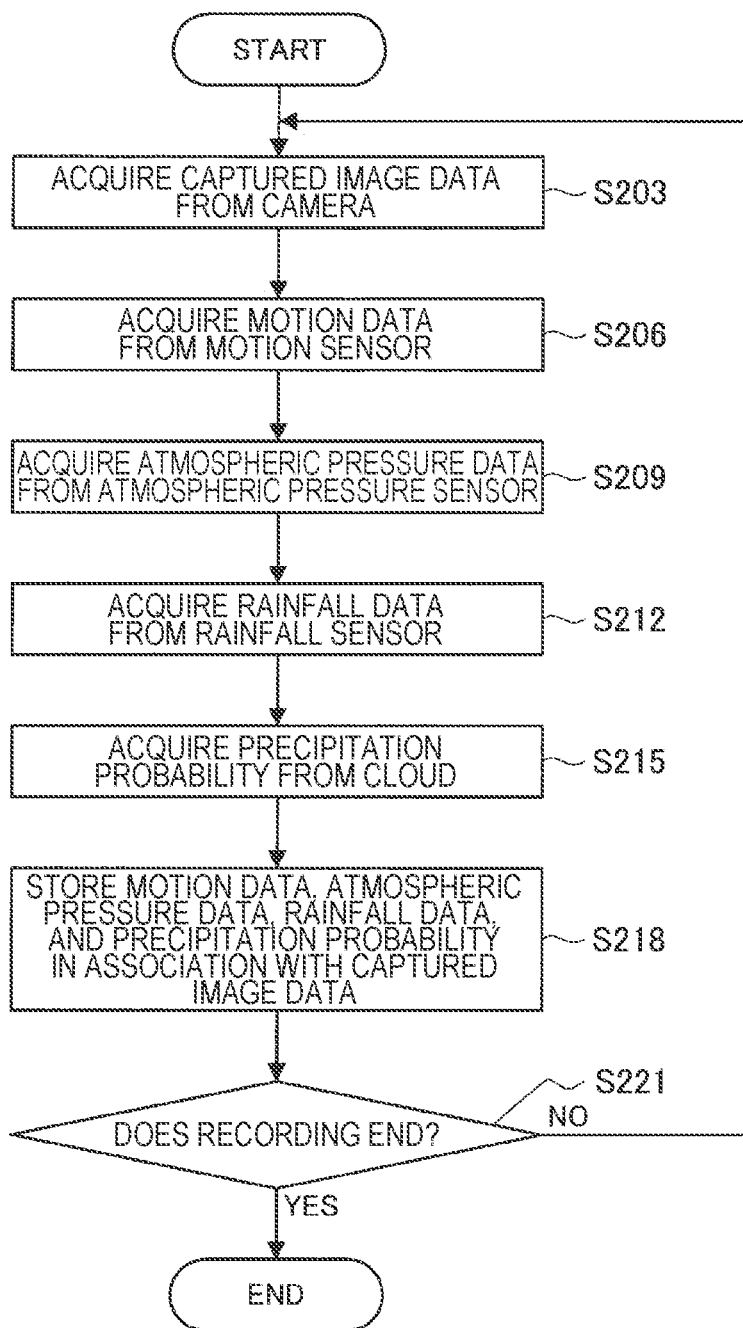 START
ACQUIRE CAPTURED IMAGE DATA
FROM CAMERA
S203
ACQUIRE MOTION DATA
FROM MOTION SENSOR
S206
ACQUIRE ATMOSPHERIC PRESSURE DATA
FROM ATMOSPHERIC PRESSURE SENSOR
S209
ACQUIRE RAINFALL DATA
FROM RAINFALL SENSOR
S212
ACQUIRE PRECIPITATION
PROBABILITY FROM CLOUD
S215
STORE MOTION DATA, ATMOSPHERIC
PRESSURE DATA, RAINFALL DATA,
AND PRECIPITATION PROBABILITY
IN ASSOCIATION WITH CAPTURED
IMAGE DATA
S218
S221
DOES RECORDING END?
NO
YES
END